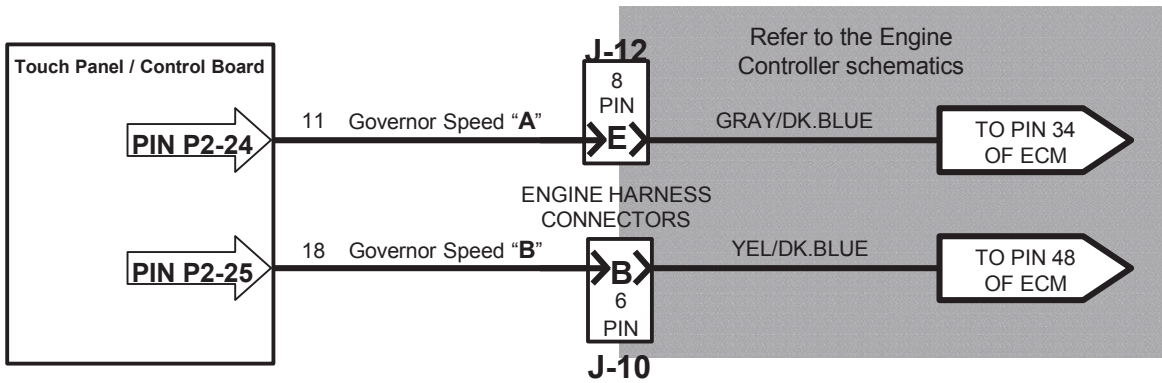 Touch Panel / Control Board
PIN P2-24
11 Governor Speed “A”
J-12
8
PIN
E
Refer to the Engine
Controller schematics
GRAY/DK.BLUE
TO PIN 34
OF ECM
ENGINE HARNESS
CONNECTORS
PIN P2-25
18 Governor Speed “B”
B
6
PIN
J-10
YEL/DK.BLUE
TO PIN 48
OF ECM